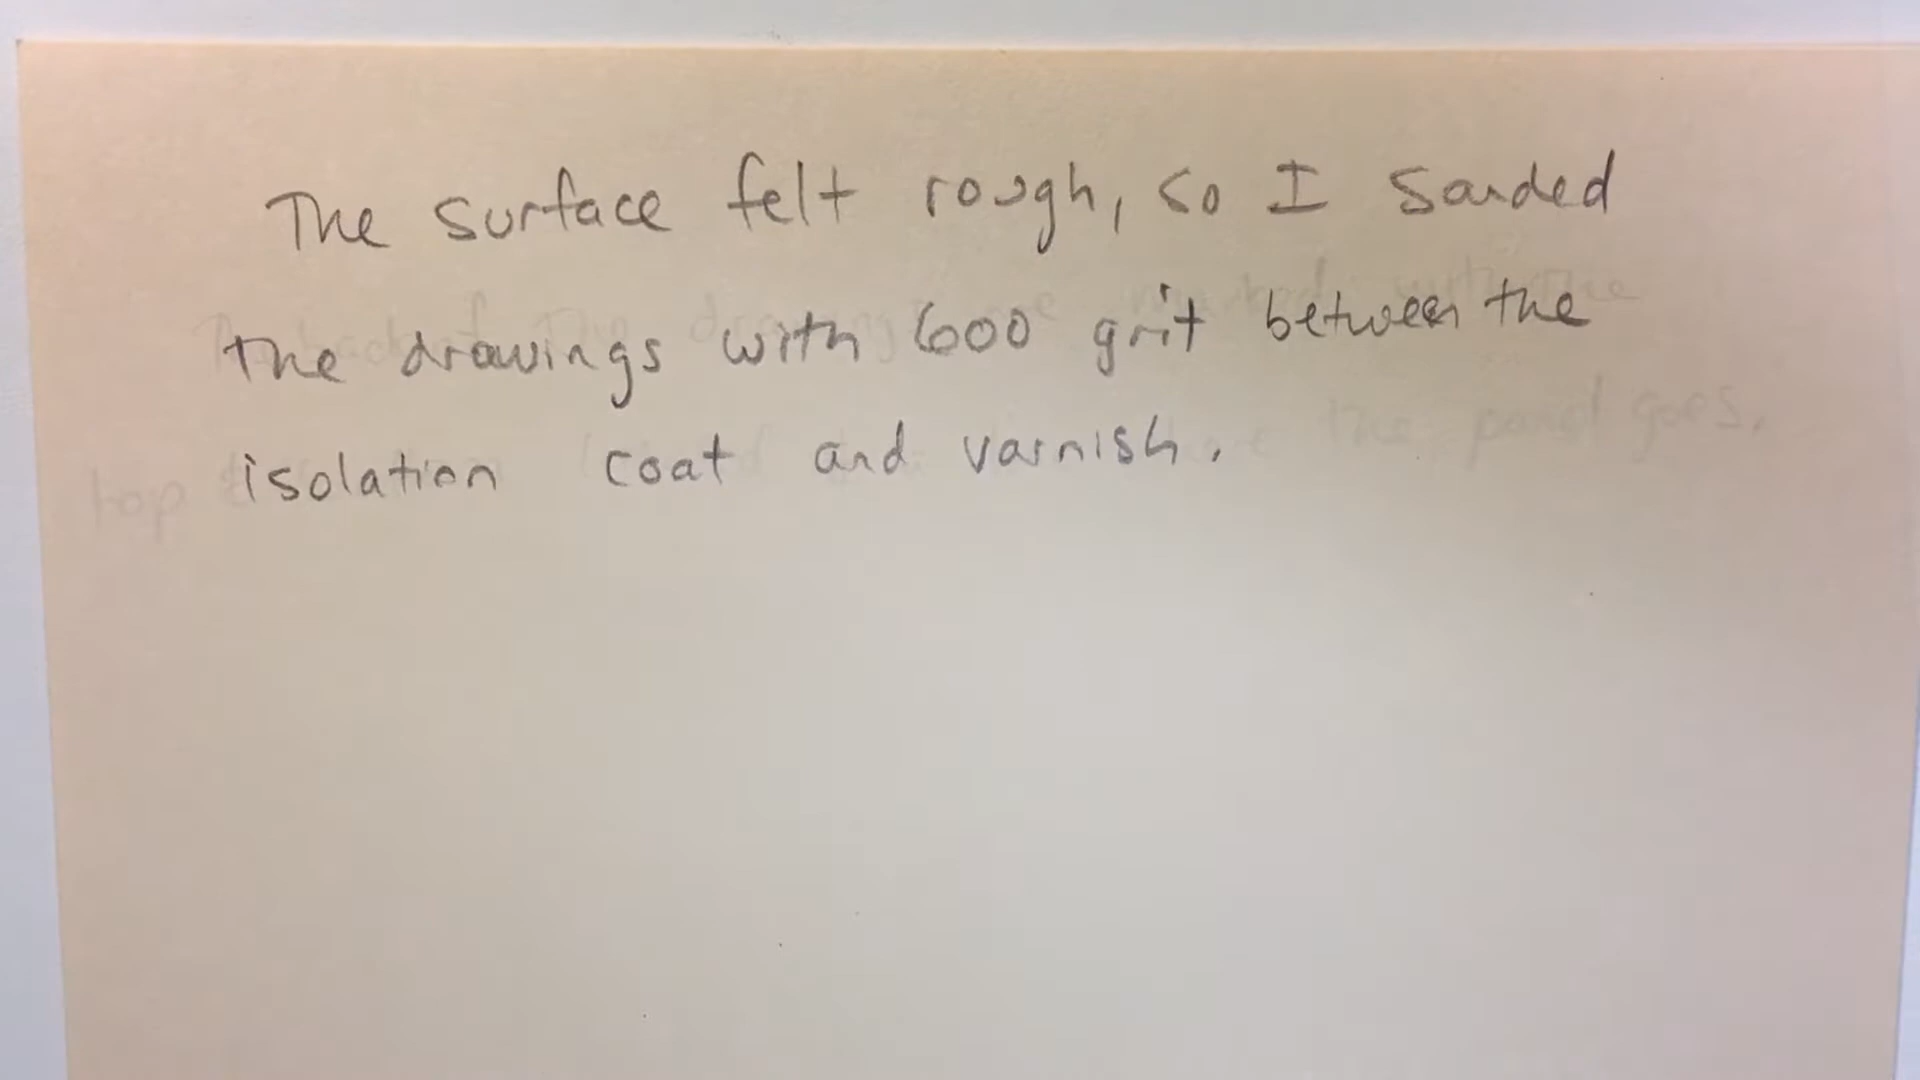 The surface felt rough, so I sanded
the drawings with 600 grit between the
isolation coat and varnish.